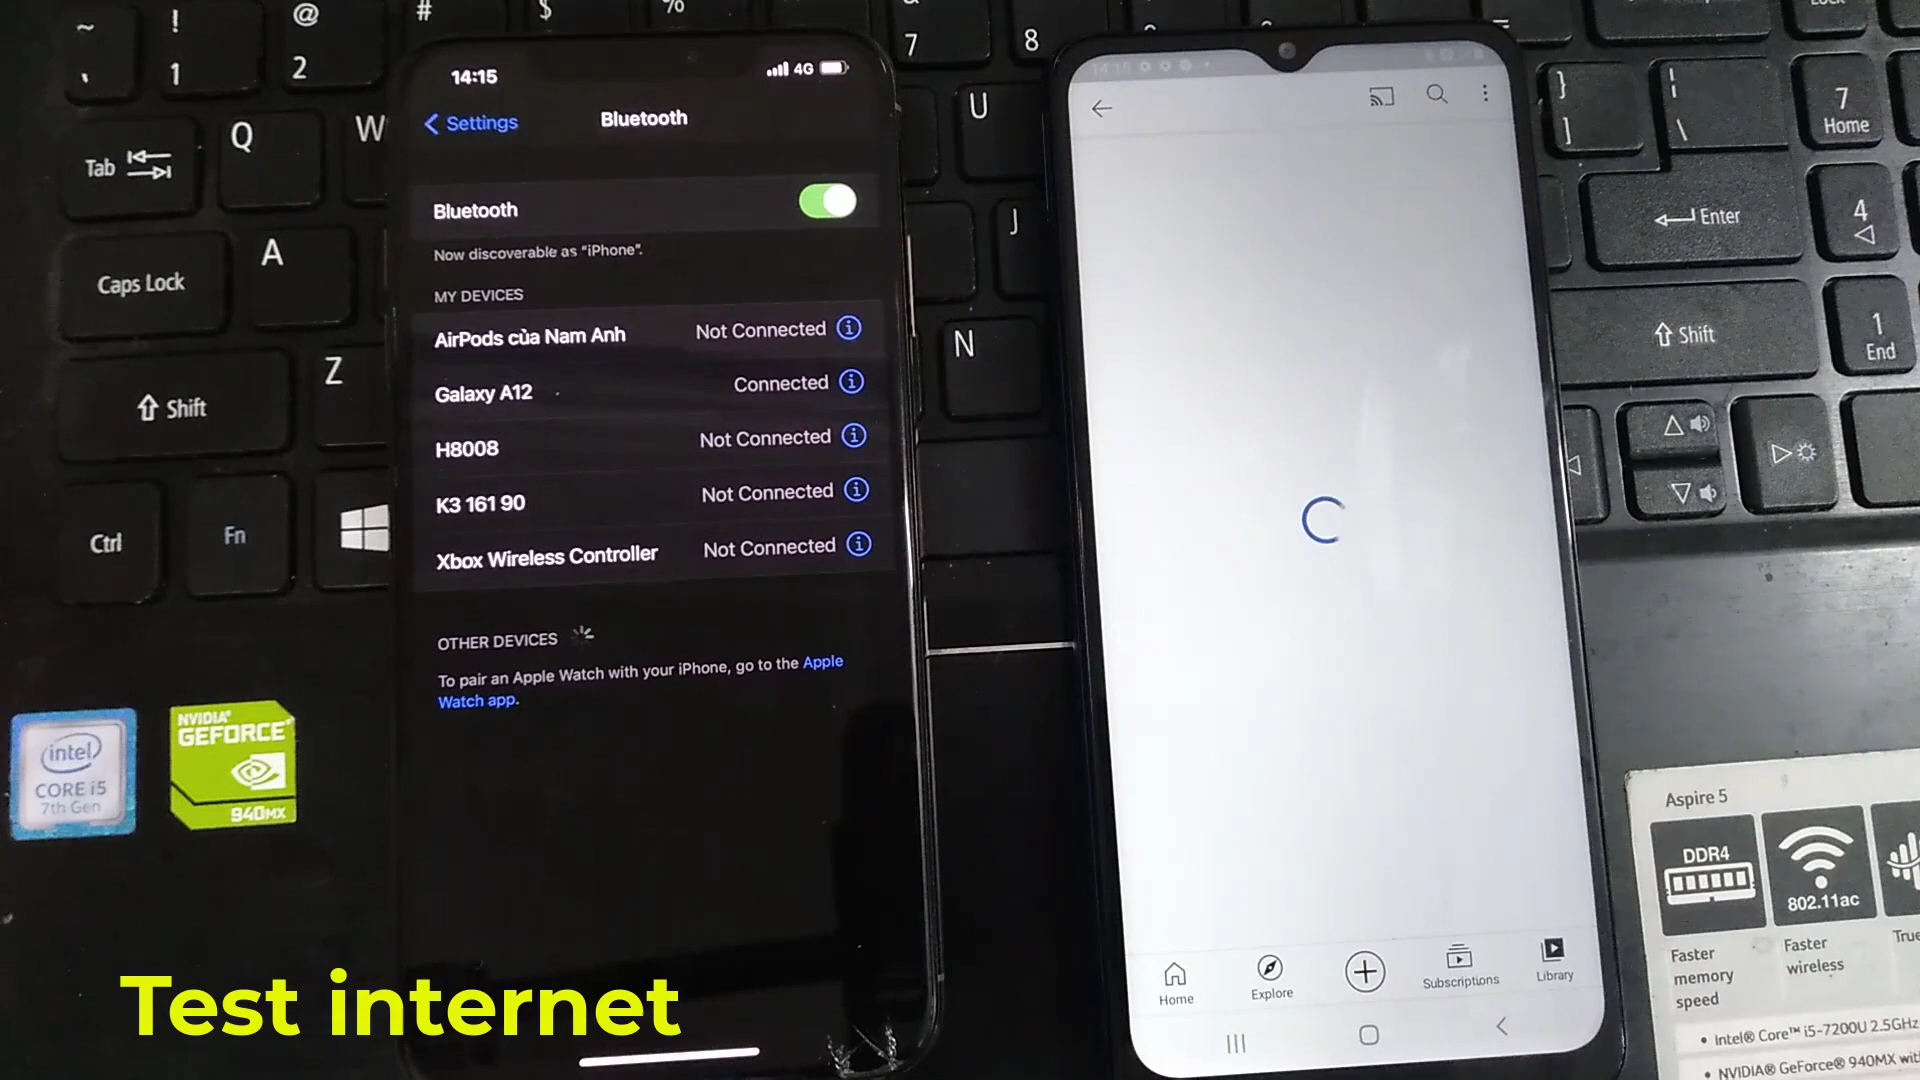 ~
`
!
1
@
2
#
$
%
&
7
8
Tab
Q
W
U
}
]
¦
\
7
Home
Caps Lock
A
J
Enter
4
Shift
Z
N
Shift
1
End
Ctrl
Fn
14:15
4G
Settings
Bluetooth
Bluetooth
Now discoverable as “iPhone”.
MY DEVICES
AirPods của Nam Anh
Not Connected
Galaxy A12
Connected
H8008
Not Connected
K3 161 90
Not Connected
Xbox Wireless Controller
Not Connected
OTHER DEVICES
To pair an Apple Watch with your iPhone, go to the Apple
Watch app.
14:15
Home
Explore
Subscriptions
Library
intel
CORE i5
7th Gen
NVIDIA
GEFORCE
940MX
Aspire 5
DDR4
802.11ac
Faster
memory
speed
Faster
wireless
True
• Intel® Core™ i5-7200U 2.5GHz
• NVIDIA® GeForce® 940MX wit
Test internet